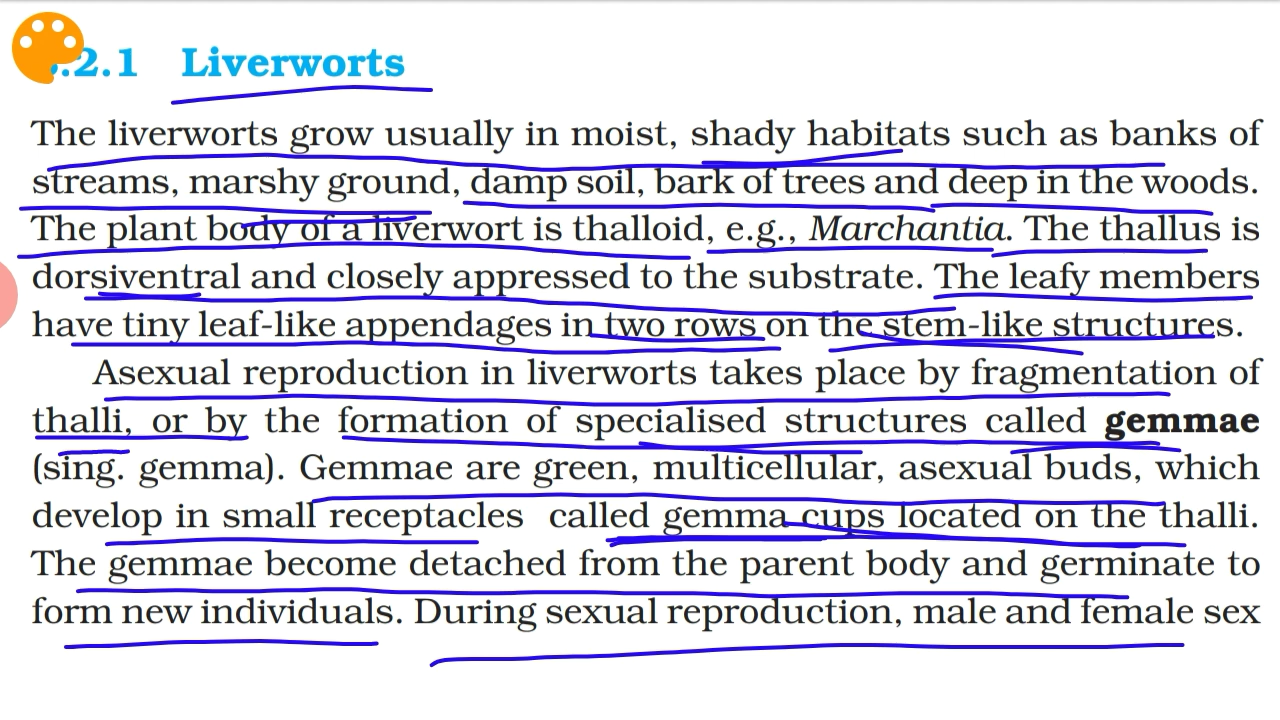 .2.1 Liverworts
The liverworts grow usually in moist, shady habitats such as banks of
streams, marshy ground, damp soil, bark of trees and deep in the woods.
The plant body of a liverwort is thalloid, e.g., Marchantia. The thallus is
dorsiventral and closely appressed to the substrate. The leafy members
have tiny leaf-like appendages in two rows on the stem-like structures.
Asexual reproduction in liverworts takes place by fragmentation of
thalli, or by the formation of specialised structures called gemmae
(sing. gemma). Gemmae are green, multicellular, asexual buds, which
develop in small receptacles called gemma cups located on the thalli.
The gemmae become detached from the parent body and germinate to
form new individuals. During sexual reproduction, male and female sex